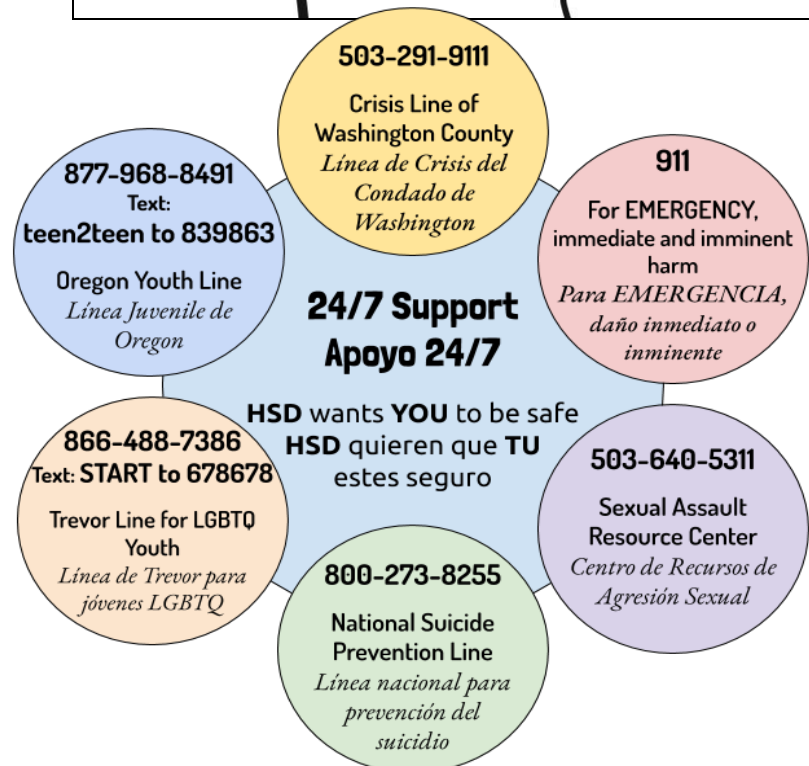 503-291-9111
Crisis Line of
Washington County
Línea de Crisis del
Condado de
Washington
877-968-8491
Text:
teen2teen to 839863
Oregon Youth Line
Línea Juvenile de
Oregon
911
For EMERGENCY,
immediate and imminent
harm
Para EMERGENCIA,
daño inmediato o
inminente
24/7 Support
Apoyo 24/7
HSD wants YOU to be safe
HSD quieren que TU
estes seguro
866-488-7386
Text: START to 678678
Trevor Line for LGBTQ
Youth
Línea de Trevor para
jóvenes LGBTQ
503-640-5311
Sexual Assault
Resource Center
Centro de Recursos de
Agresión Sexual
800-273-8255
National Suicide
Prevention Line
Línea nacional para
prevención del
suicidio